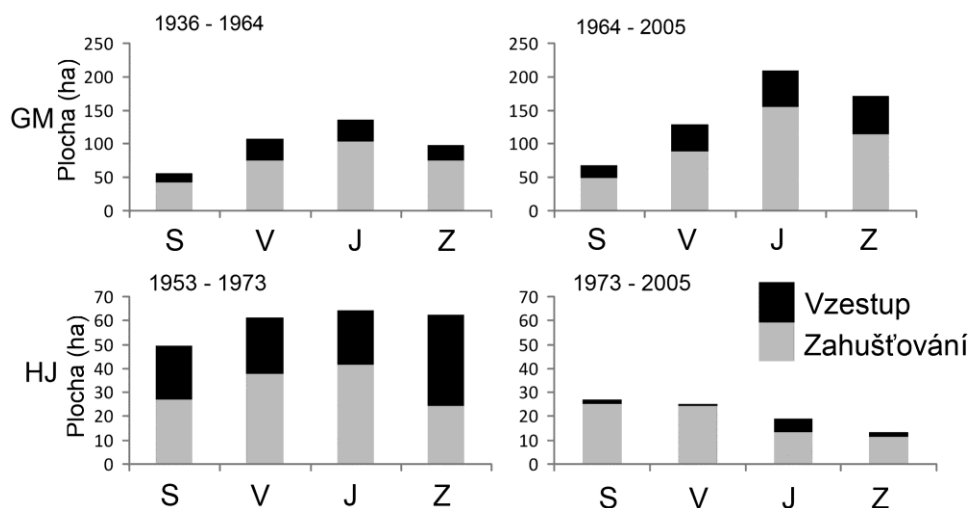 1936 - 1964
GM
Plocha (ha)
250
200
150
100
50
0
S V J Z
1964 - 2005
250
200
150
100
50
0
S V J Z
1953 - 1973
HJ
Plocha (ha)
70
60
50
40
30
20
10
0
S V J Z
1973 - 2005
70
60
50
40
30
20
10
0
S V J Z
Vzestup
Zahušťování